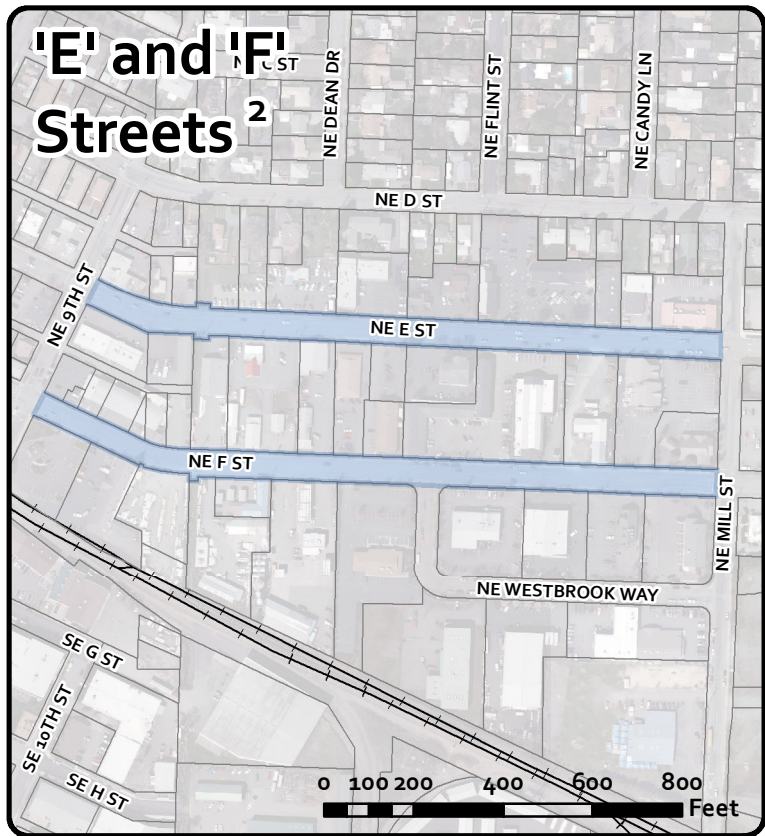 'E' and 'F'
Streets 2
NE C ST
NE DEAN DR
NE FLINT ST
NE CANDY LN
NE D ST
NE 9TH ST
NE E ST
NE F ST
NE MILL ST
NE WESTBROOK WAY
SE G ST
SE 10TH ST
SE H ST
0 100 200 400 600 800
Feet